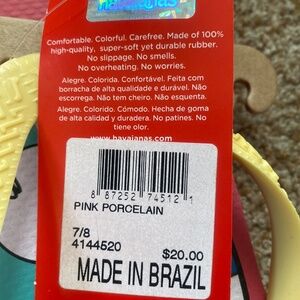 havaianas
Comfortable. Colorful. Carefree. Made of 100%
high-quality, super-soft yet durable rubber.
No slippage. No smells.
No overheating. No worries.
Alegre. Colorida. Confortável. Feita com
borracha de alta qualidade e durável. Não
escorrega. Não tem cheiro. Não esquenta.
Alegre. Colorido. Cómodo. Hecha de goma
de alta calidad y duradera. No patines. No
tiene olor.
www.havaianas.com
8 87252 74512 1
PINK PORCELAIN
7/8
4144520
$20.00
MADE IN BRAZIL